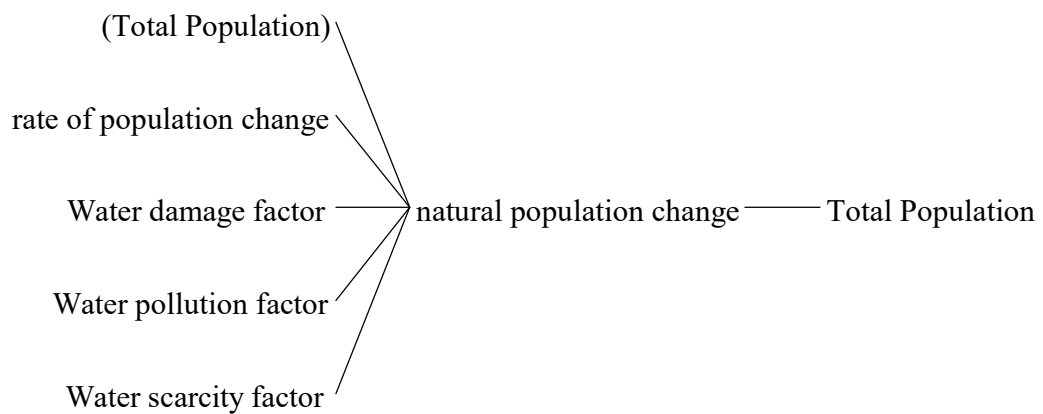 (Total Population)
rate of population change
Water damage factor
natural population change
Total Population
Water pollution factor
Water scarcity factor